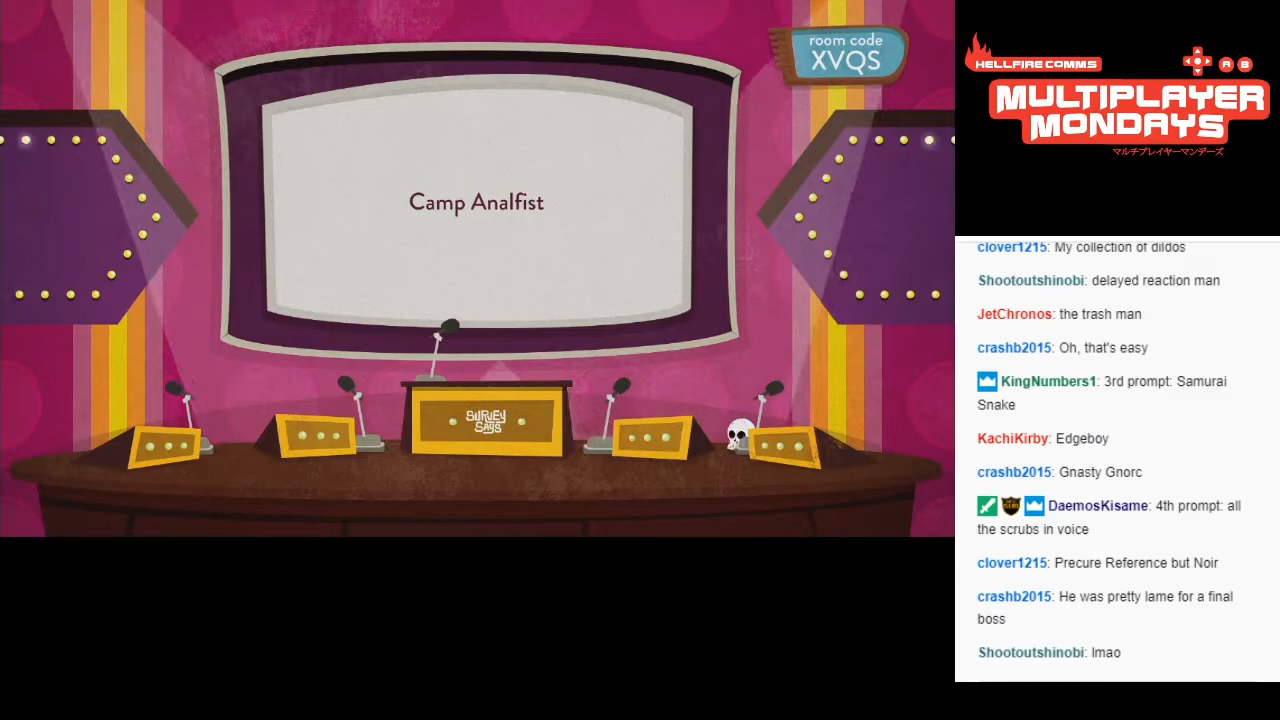 room code
XVQS
Camp Analfist
SURVEY
SAYS
HELLFIRE COMMS
A B
MULTIPLAYER
MONDAYS
マルチプレイヤーマンデーズ
clover1215: My collection of dildos
Shootoutshinobi: delayed reaction man
JetChronos: the trash man
crashb2015: Oh, that's easy
KingNumbers1: 3rd prompt: Samurai
Snake
KachiKirby: Edgeboy
crashb2015: Gnasty Gnorc
DaemosKisame: 4th prompt: all
the scrubs in voice
clover1215: Precure Reference but Noir
crashb2015: He was pretty lame for a final
boss
Shootoutshinobi: lmao